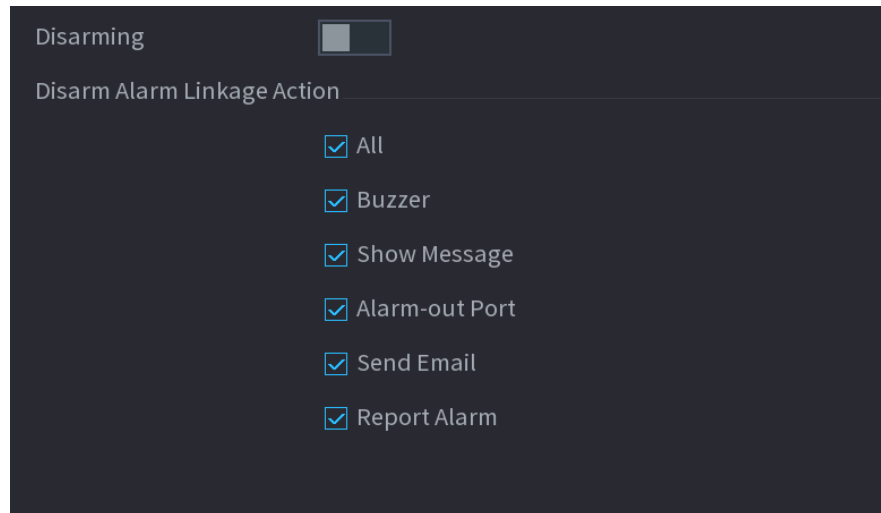 Disarming
Disarm Alarm Linkage Action
All
Buzzer
Show Message
Alarm-out Port
Send Email
Report Alarm